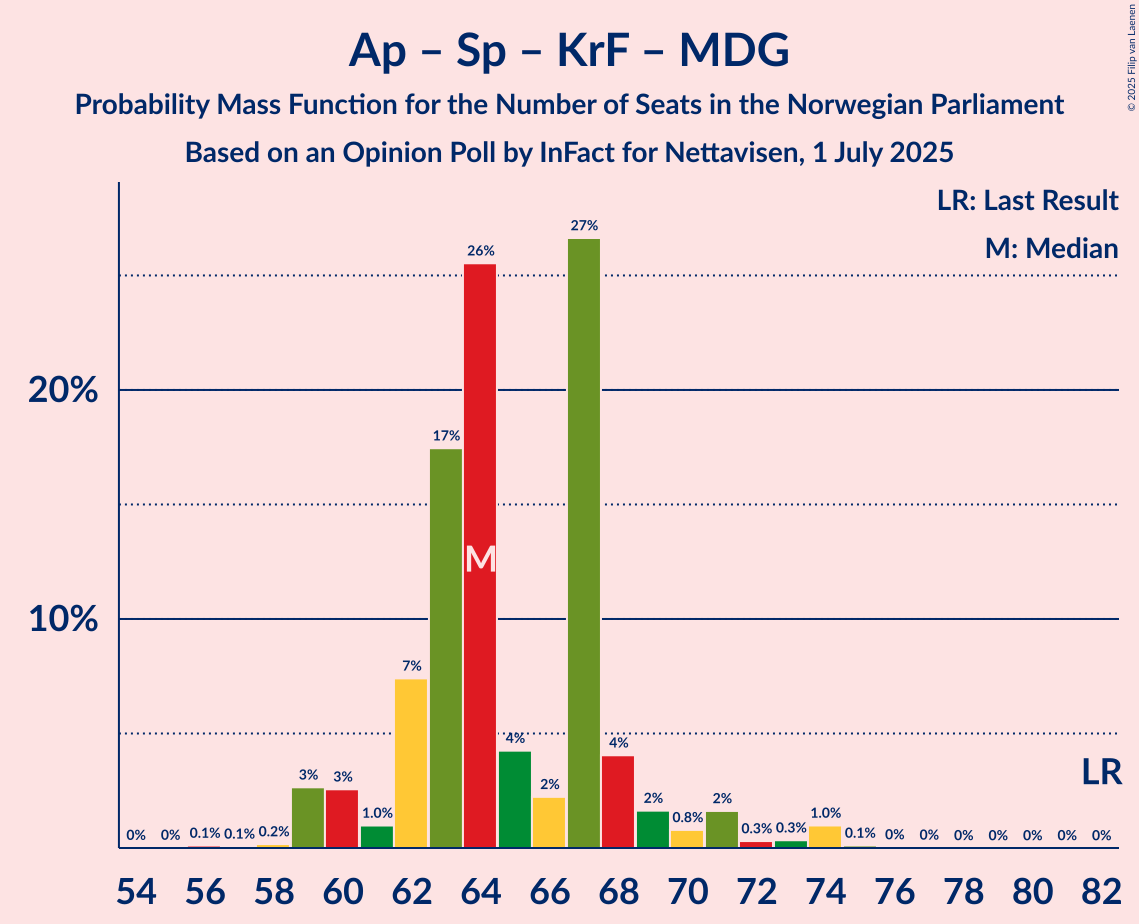 Ap – Sp – KrF – MDG
Probability Mass Function for the Number of Seats in the Norwegian Parliament
Based on an Opinion Poll by InFact for Nettavisen, 1 July 2025
© 2025 Filip van Laenen
LR: Last Result
M: Median
27%
26%
20%
17%
M
10%
7%
4%
4%
LR
3%
3%
2%
2%
2%
1.0%
1.0%
0.8%
0% 0% 0.1% 0.1% 0.2% 0.3% 0.3% 0.1% 0% 0% 0% 0% 0% 0% 0%
54 56 58 60 62 64 66 68 70 72 74 76 78 80 82